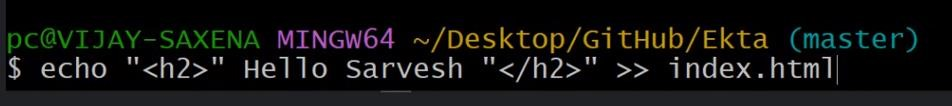 pc@VIJAY-SAXENA MINGW64 ~/Desktop/GitHub/Ekta (master)
$ echo "<h2>" Hello Sarvesh "</h2>" >> index.html